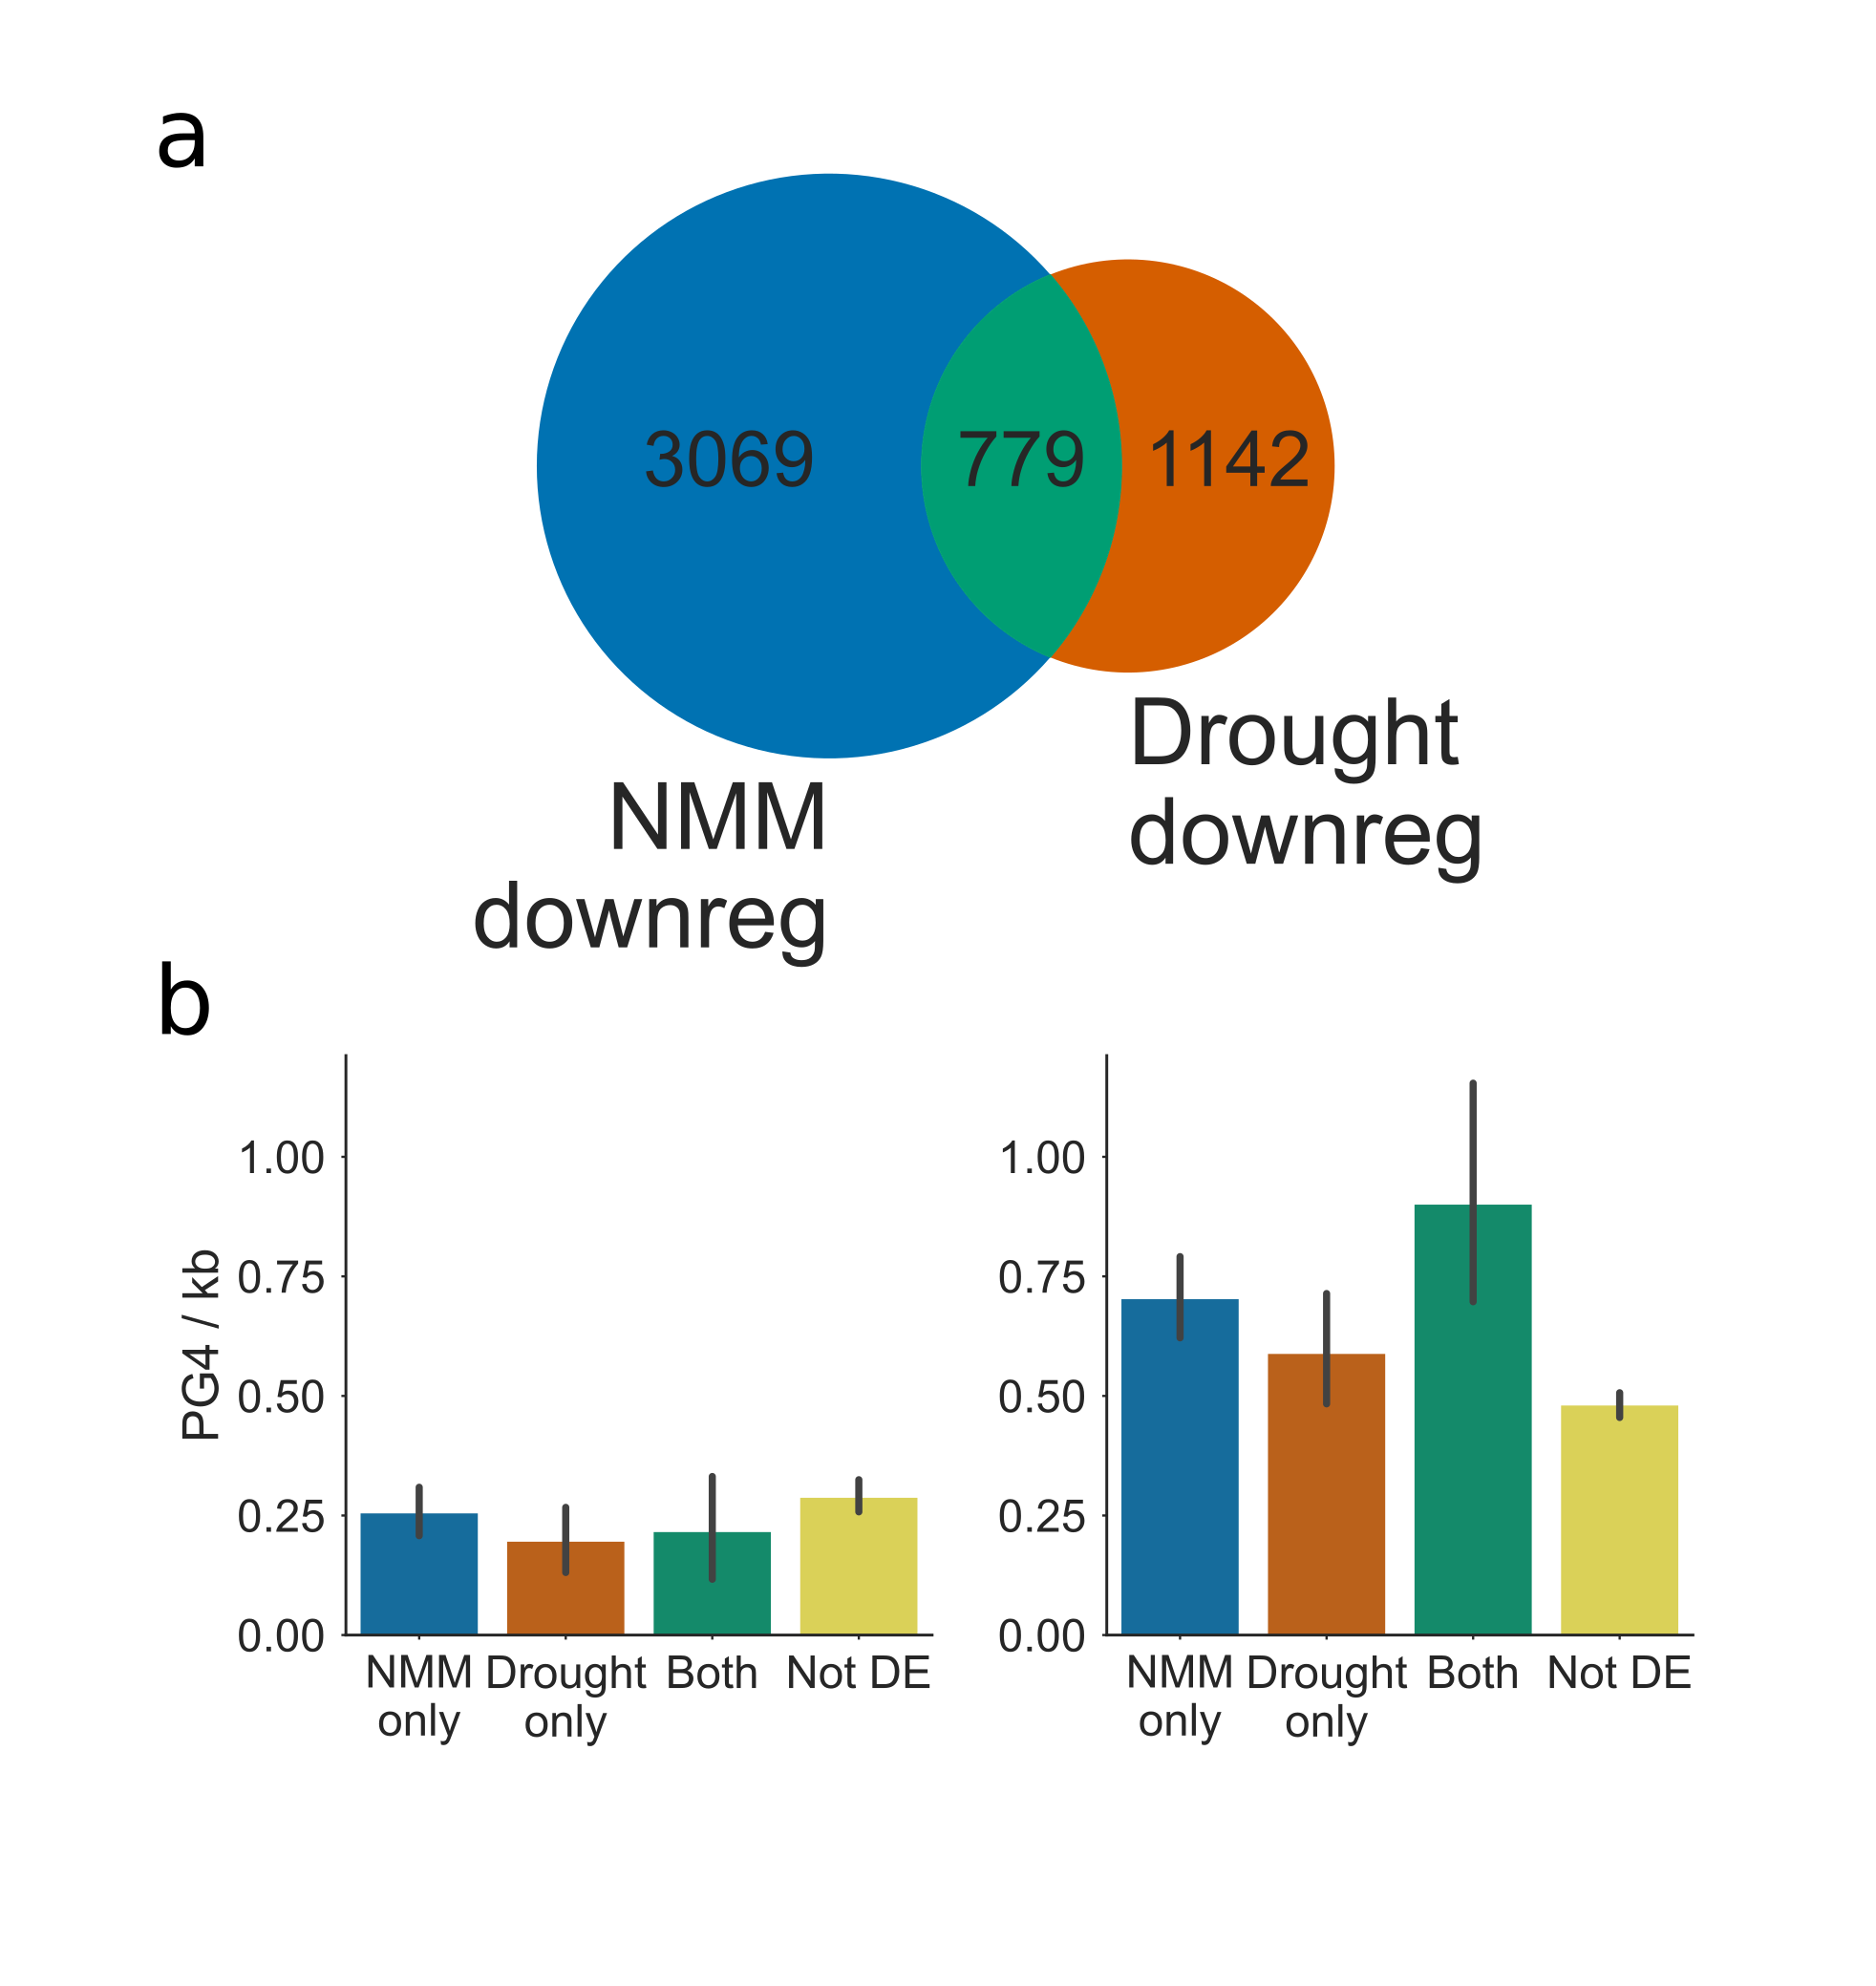 a
3069
779
1142
Drought
downreg
NMM
downreg
b
PG4 / kb
1.00
0.75
0.50
0.25
0.00
NMM
only
Drought
only
Both
Not DE
1.00
0.75
0.50
0.25
0.00
NMM
only
Drought
only
Both
Not DE